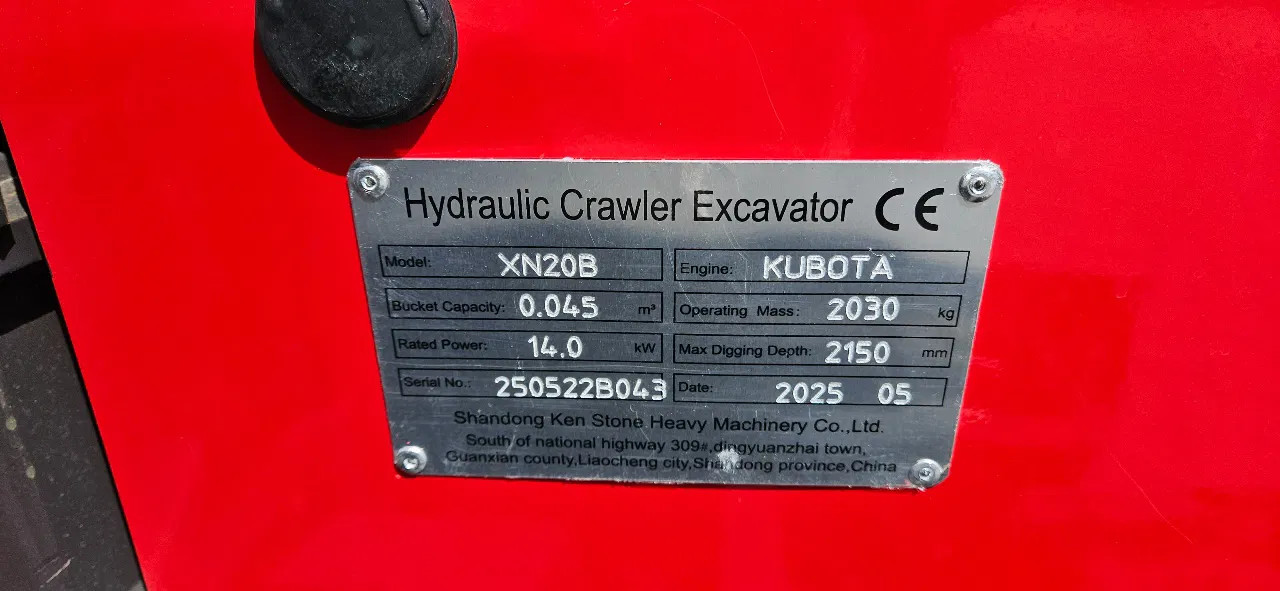 Hydraulic Crawler Excavator CE
Model: XN20B Engine: KUBOTA
Bucket Capacity: 0.045 m³ Operating Mass: 2030 kg
Rated Power: 14.0 kW Max Digging Depth: 2150 mm
Serial No.: 250522B043 Date: 2025 05
Shandong Ken Stone Heavy Machinery Co.,Ltd.
South of national highway 309#,dingyuanzhai town,
Guanxian county,Liaocheng city,Shandong province,China